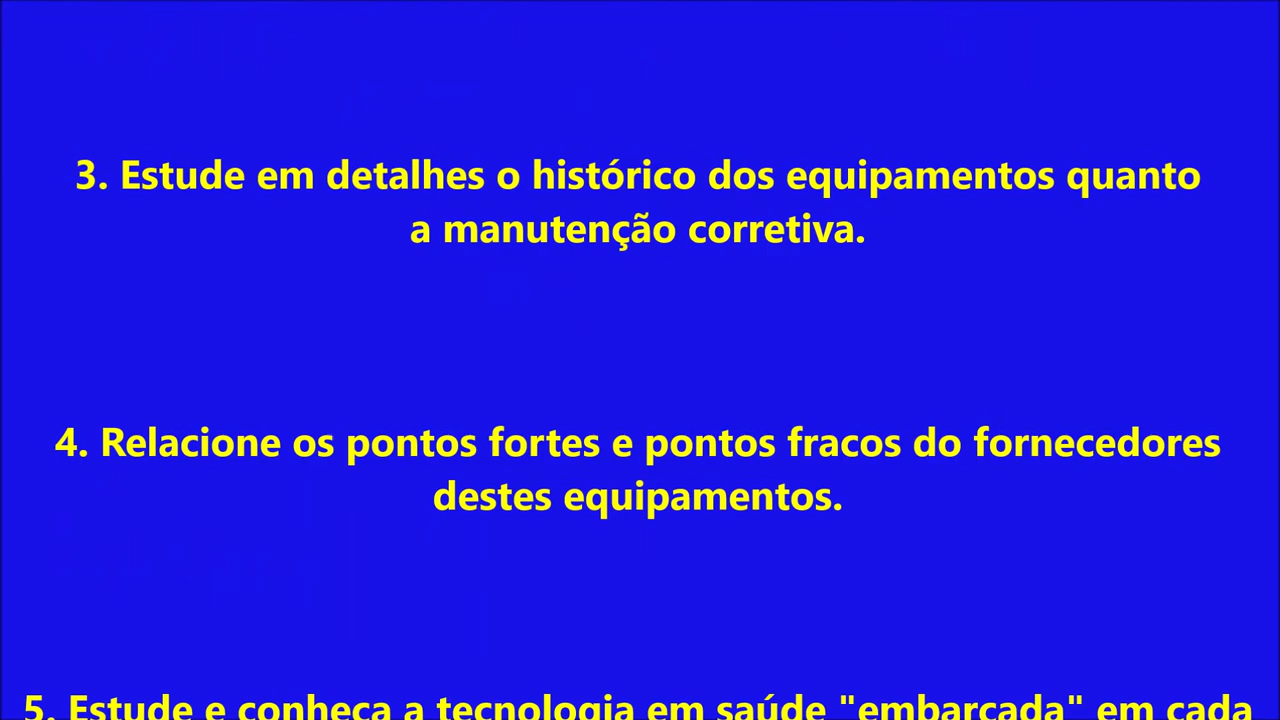 3. Estude em detalhes o histórico dos equipamentos quanto
a manutenção corretiva.
4. Relacione os pontos fortes e pontos fracos do fornecedores
destes equipamentos.
5. Estude e conheça a tecnologia em saúde "embarcada" em cada